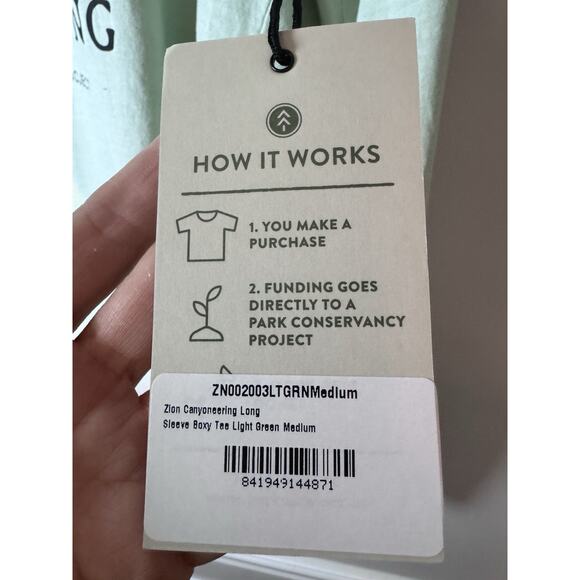 NG
HOW IT WORKS
1. YOU MAKE A
PURCHASE
2. FUNDING GOES
DIRECTLY TO A
PARK CONSERVANCY
PROJECT
ZN002003LTGRNMedium
Zion Canyoneering Long
Sleeve Boxy Tee Light Green Medium
841949144871